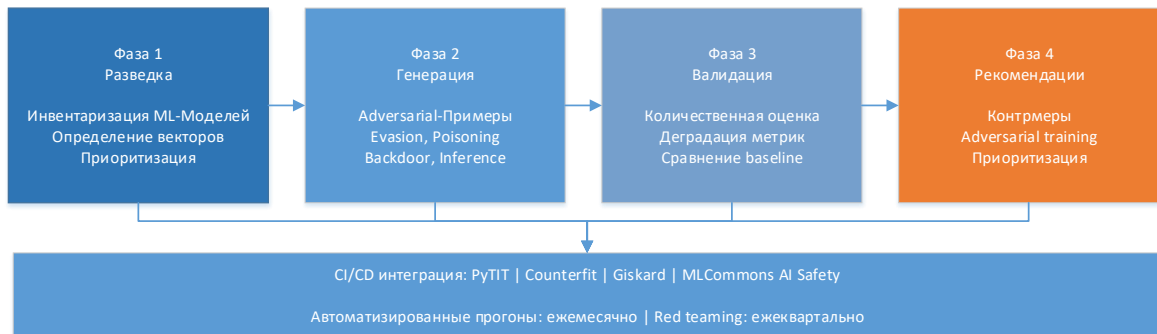 Фаза 1
Разведка
Инвентаризация ML-Моделей
Определение векторов
Приоритизация
Фаза 2
Генерация
Adversarial-Примеры
Evasion, Poisoning
Backdoor, Inference
Фаза 3
Валидация
Количественная оценка
Деградация метрик
Сравнение baseline
Фаза 4
Рекомендации
Контрмеры
Adversarial training
Приоритизация
CI/CD интеграция: PyTIT | Counterfit | Giskard | MLCommons AI Safety
Автоматизированные прогоны: ежемесячно | Red teaming: ежеквартально